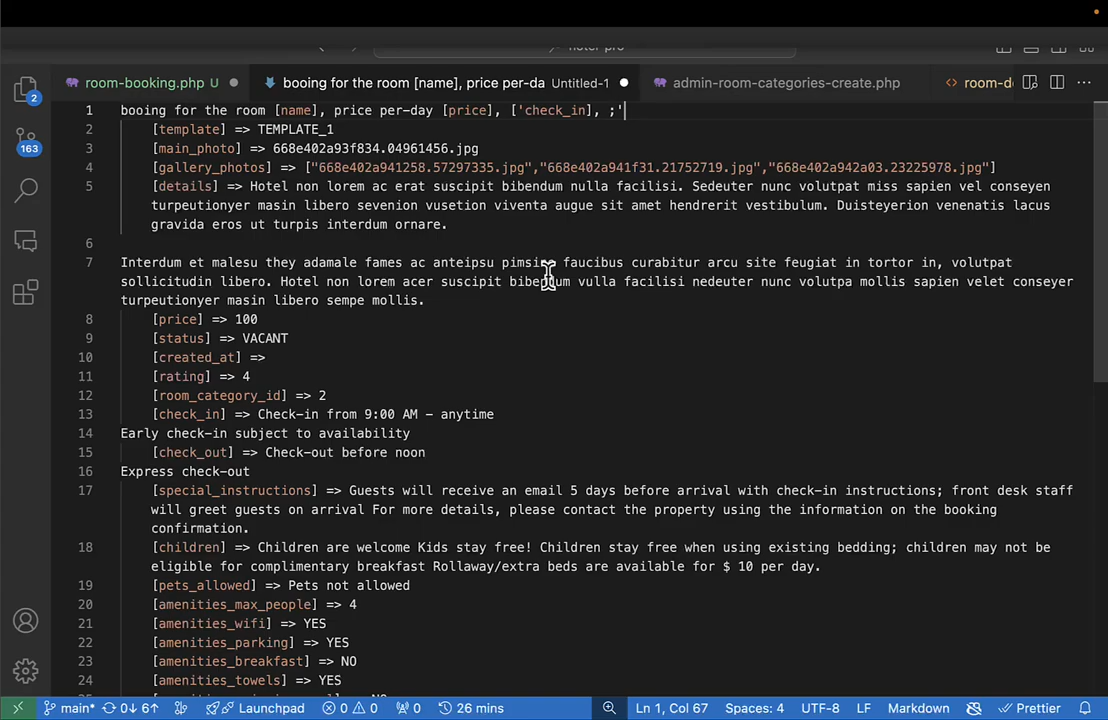 room-booking.php U
booing for the room [name], price per-da Untitled-1
admin-room-categories-create.php
2
163
1 booing for the room [name], price per-day [price], ['check_in], ;'
2 [template] => TEMPLATE_1
3 [main_photo] => 668e402a93f834.04961456.jpg
4 [gallery_photos] => ["668e402a941258.57297335.jpg","668e402a941f31.21752719.jpg","668e402a942a03.23225978.jpg"]
5 [details] => Hotel non lorem ac erat suscipit bibendum nulla facilisi. Sedeuter nunc volutpat miss sapien vel conseyen
turpeutionyer masin libero sevenion vusetion viventa augue sit amet hendrerit vestibulum. Duisteyerion venenatis lacus
gravida eros ut turpis interdum ornare.
6
7 Interdum et malesu they adamale fames ac anteipsu pimsine faucibus curabitur arcu site feugiat in tortor in, volutpat
sollicitudin libero. Hotel non lorem acer suscipit bibendum vulla facilisi nedeuter nunc volutpa mollis sapien velet conseyer
turpeutionyer masin libero sempe mollis.
8 [price] => 100
9 [status] => VACANT
10 [created_at] =>
11 [rating] => 4
12 [room_category_id] => 2
13 [check_in] => Check-in from 9:00 AM - anytime
14 Early check-in subject to availability
15 [check_out] => Check-out before noon
16 Express check-out
17 [special_instructions] => Guests will receive an email 5 days before arrival with check-in instructions; front desk staff
will greet guests on arrival For more details, please contact the property using the information on the booking
confirmation.
18 [children] => Children are welcome Kids stay free! Children stay free when using existing bedding; children may not be
eligible for complimentary breakfast Rollaway/extra beds are available for $ 10 per day.
19 [pets_allowed] => Pets not allowed
20 [amenities_max_people] => 4
21 [amenities_wifi] => YES
22 [amenities_parking] => YES
23 [amenities_breakfast] => NO
24 [amenities_towels] => YES
main* 0↓ 6↑ Launchpad 0 0 0 26 mins Ln 1, Col 67 Spaces: 4 UTF-8 LF Markdown Prettier